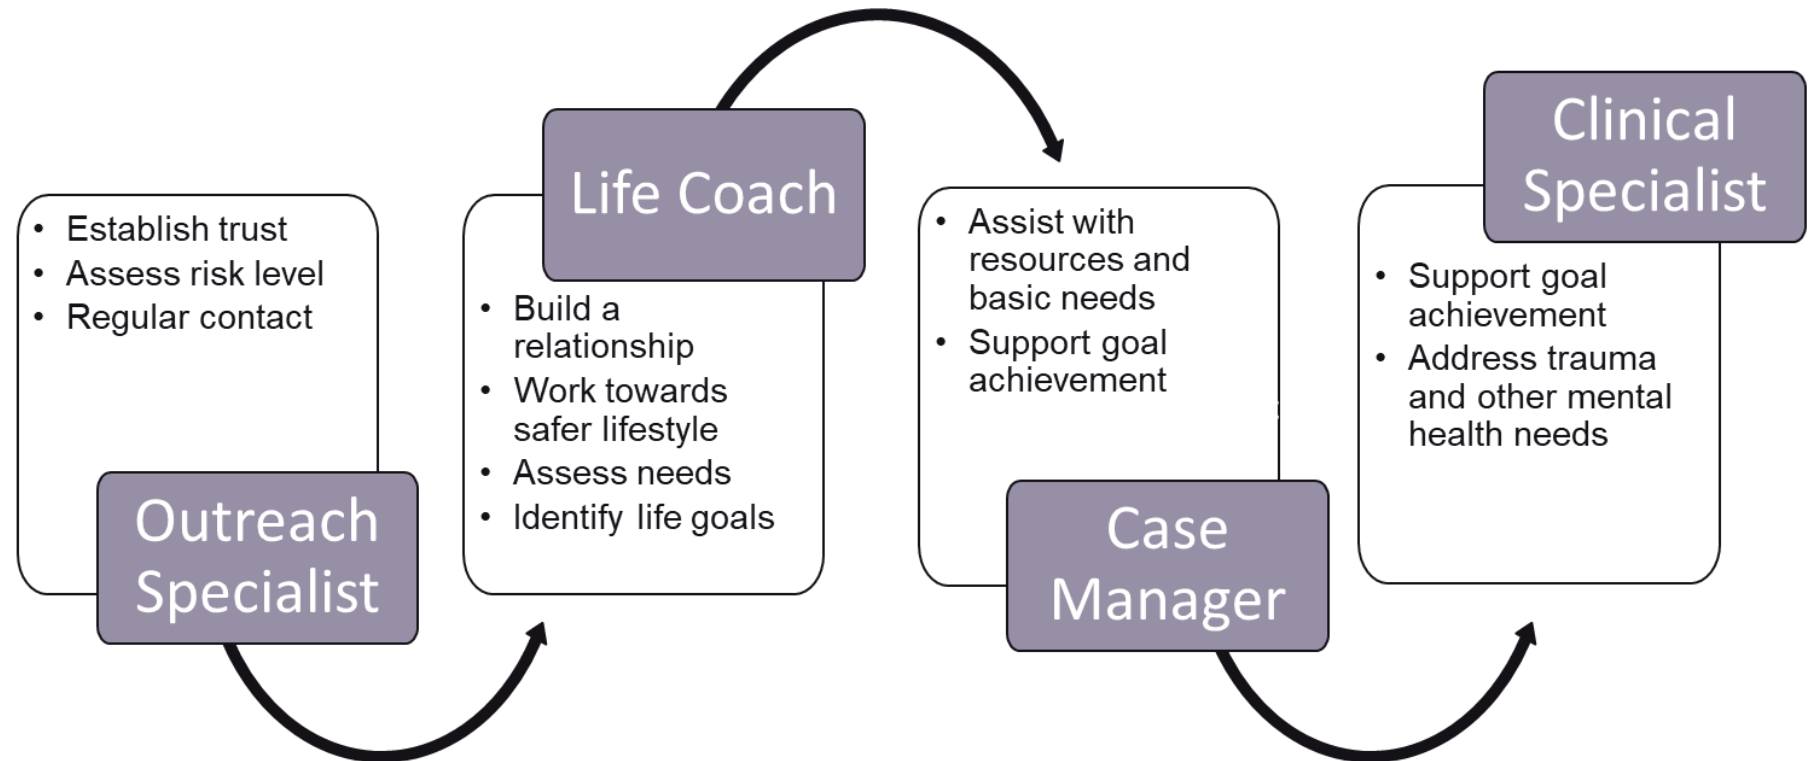 • Establish trust
• Assess risk level
• Regular contact
Outreach
Specialist
Life Coach
• Build a
relationship
• Work towards
safer lifestyle
• Assess needs
• Identify life goals
• Assist with
resources and
basic needs
• Support goal
achievement
Case
Manager
Clinical
Specialist
• Support goal
achievement
• Address trauma
and other mental
health needs